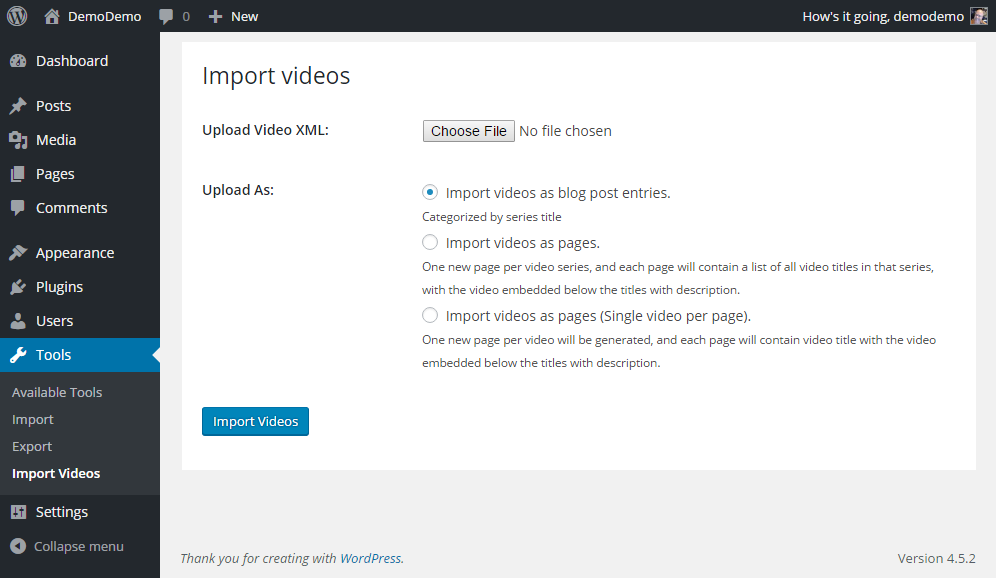 DemoDemo 0 New How's it going, demodemo
Dashboard
Posts
Media
Pages
Comments
Appearance
Plugins
Users
Tools
Available Tools
Import
Export
Import Videos
Settings
Collapse menu
Import videos
Upload Video XML: Choose File No file chosen
Upload As: Import videos as blog post entries.
Categorized by series title
Import videos as pages.
One new page per video series, and each page will contain a list of all video titles in that series,
with the video embedded below the titles with description.
Import videos as pages (Single video per page).
One new page per video will be generated, and each page will contain video title with the video
embedded below the titles with description.
Import Videos
Thank you for creating with WordPress. Version 4.5.2